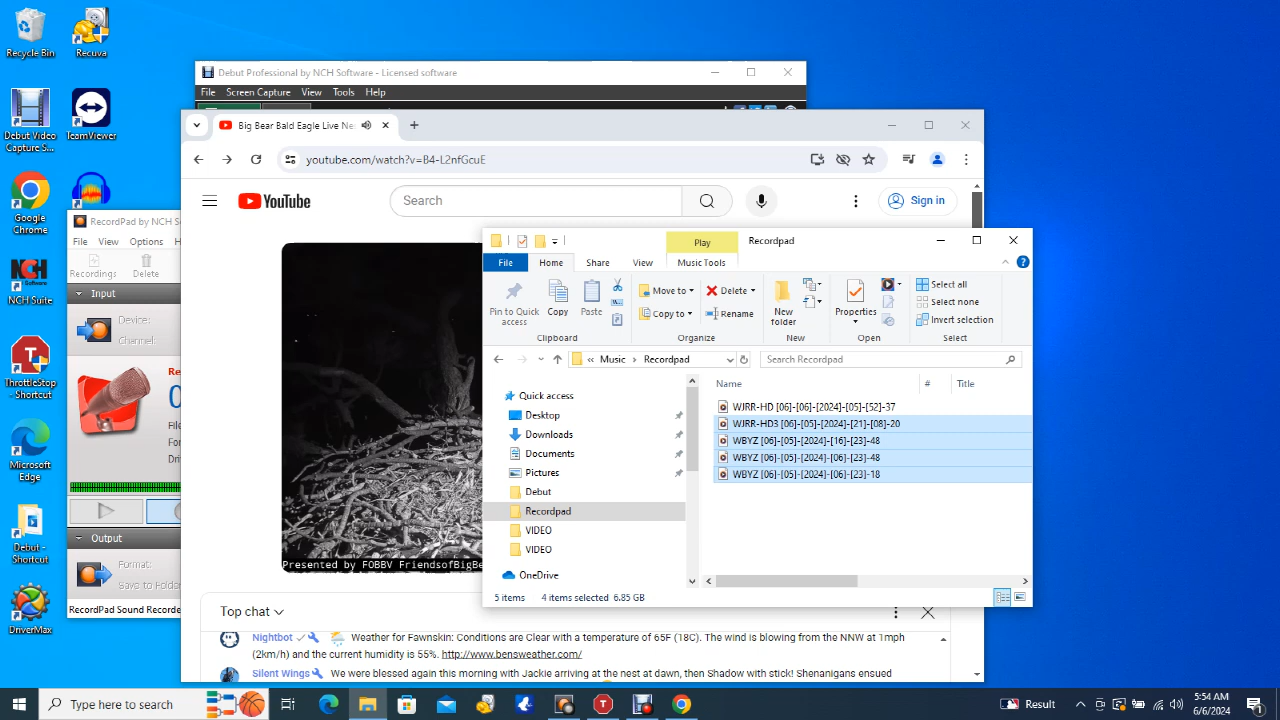 Recycle Bin
Recuva
Debut Video
Capture S...
TeamViewer
Google
Chrome
NCH Suite
ThrottleStop
- Shortcut
Microsoft
Edge
Debut -
Shortcut
DriverMax
Debut Professional by NCH Software - Licensed software
File Screen Capture View Tools Help
Big Bear Bald Eagle Live Ne
youtube.com/watch?v=B4-L2nfGcuE
YouTube
Search
Sign in
RecordPad by NCH S
File View Options H
Recordings Delete
Input
Device:
Channel:
Re
0
File
For
Driv
Output
Format:
Save to Folder
RecordPad Sound Recorde
Presented by FOBBV FriendsofBigBe
Play
Recordpad
File Home Share View Music Tools
Pin to Quick
access
Copy
Paste
Move to
Copy to
Delete
Rename
New
folder
Properties
Select all
Select none
Invert selection
Clipboard Organize New Open Select
« Music › Recordpad
Search Recordpad
Quick access
Desktop
Downloads
Documents
Pictures
Debut
Recordpad
VIDEO
VIDEO
OneDrive
Name # Title
WJRR-HD [06]-[06]-[2024]-[05]-[52]-37
WJRR-HD3 [06]-[05]-[2024]-[21]-[08]-20
WBYZ [06]-[05]-[2024]-[16]-[23]-48
WBYZ [06]-[05]-[2024]-[06]-[23]-48
WBYZ [06]-[05]-[2024]-[06]-[23]-18
5 items 4 items selected 6.85 GB
Top chat
Nightbot Weather for Fawnskin: Conditions are Clear with a temperature of 65F (18C). The wind is blowing from the NNW at 1mph
(2km/h) and the current humidity is 55%. http://www.bensweather.com/
Silent Wings We were blessed again this morning with Jackie arriving at the nest at dawn, then Shadow with stick! Shenanigans ensued
Type here to search
Result
5:54 AM
6/6/2024
1